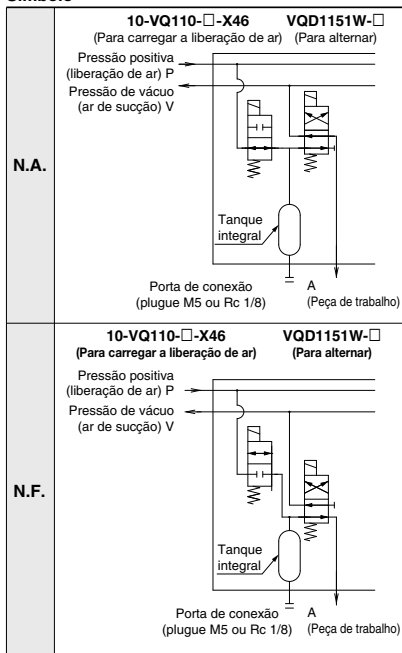 10-VQ110-□-X46 VQD1151W-□
(Para carregar a liberação de ar) (Para alternar)
Pressão positiva
(liberação de ar) P
Pressão de vácuo
(ar de sucção) V
N.A.
Tanque
integral
Porta de conexão A
(plugue M5 ou Rc 1/8) (Peça de trabalho)
10-VQ110-□-X46 VQD1151W-□
(Para carregar a liberação de ar) (Para alternar)
Pressão positiva
(liberação de ar) P
Pressão de vácuo
(ar de sucção) V
N.F.
Tanque
integral
Porta de conexão A
(plugue M5 ou Rc 1/8) (Peça de trabalho)